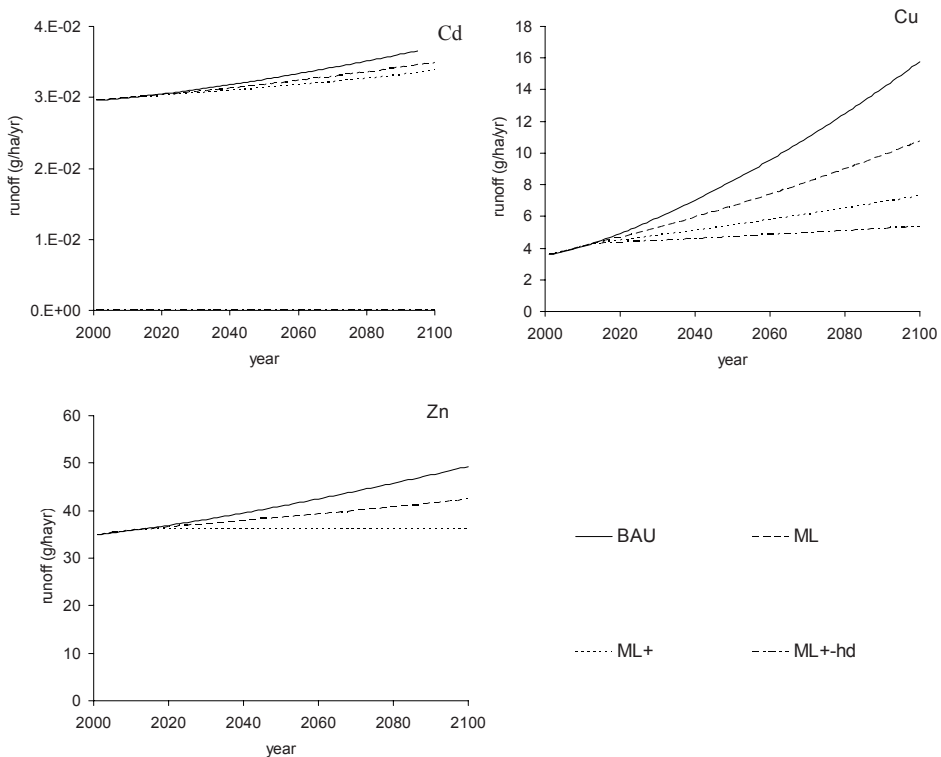 Cd
4.E-02
3.E-02
2.E-02
1.E-02
0.E+00
runoff (g/ha/yr)
2000 2020 2040 2060 2080 2100
year
Cu
18
16
14
12
10
8
6
4
2
0
runoff (g/ha/yr)
2000 2020 2040 2060 2080 2100
year
Zn
60
50
40
30
20
10
0
runoff (g/hayr)
2000 2020 2040 2060 2080 2100
year
BAU ML
ML+ ML+-hd